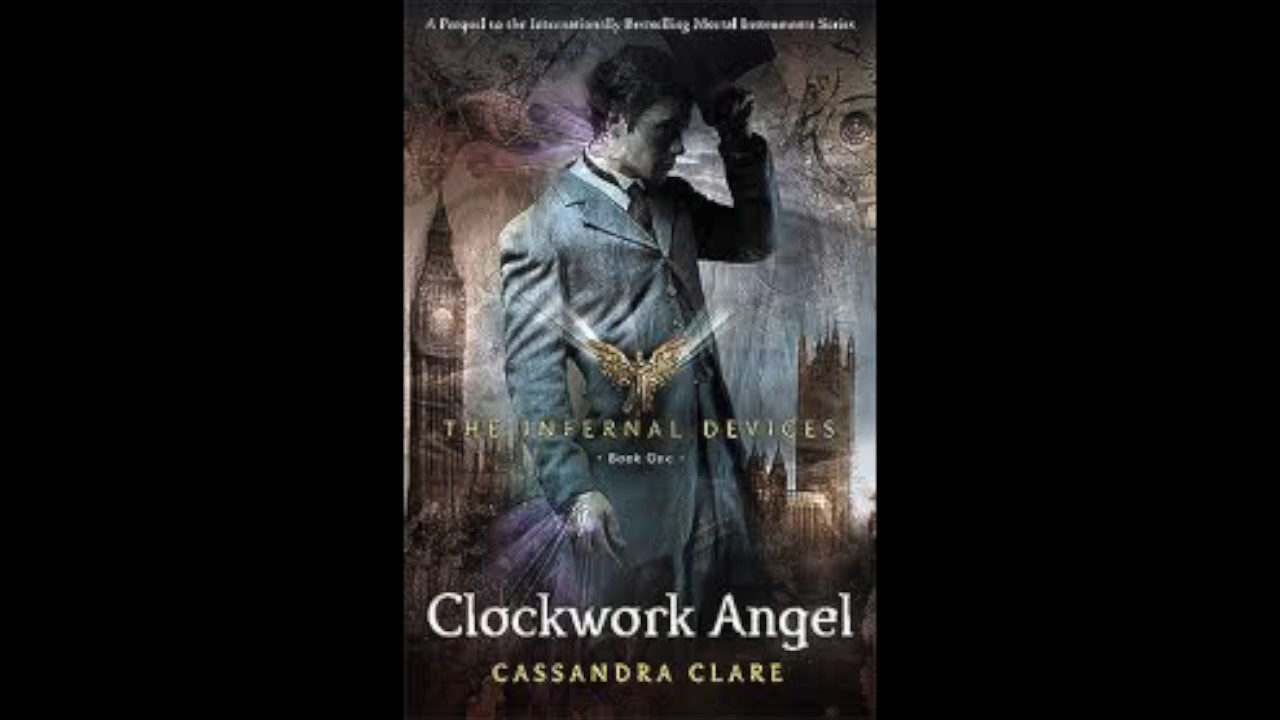 A Prequel to the Internationally Bestselling Mortal Instruments Series
THE INFERNAL DEVICES
· Book One ·
Clockwork Angel
CASSANDRA CLARE